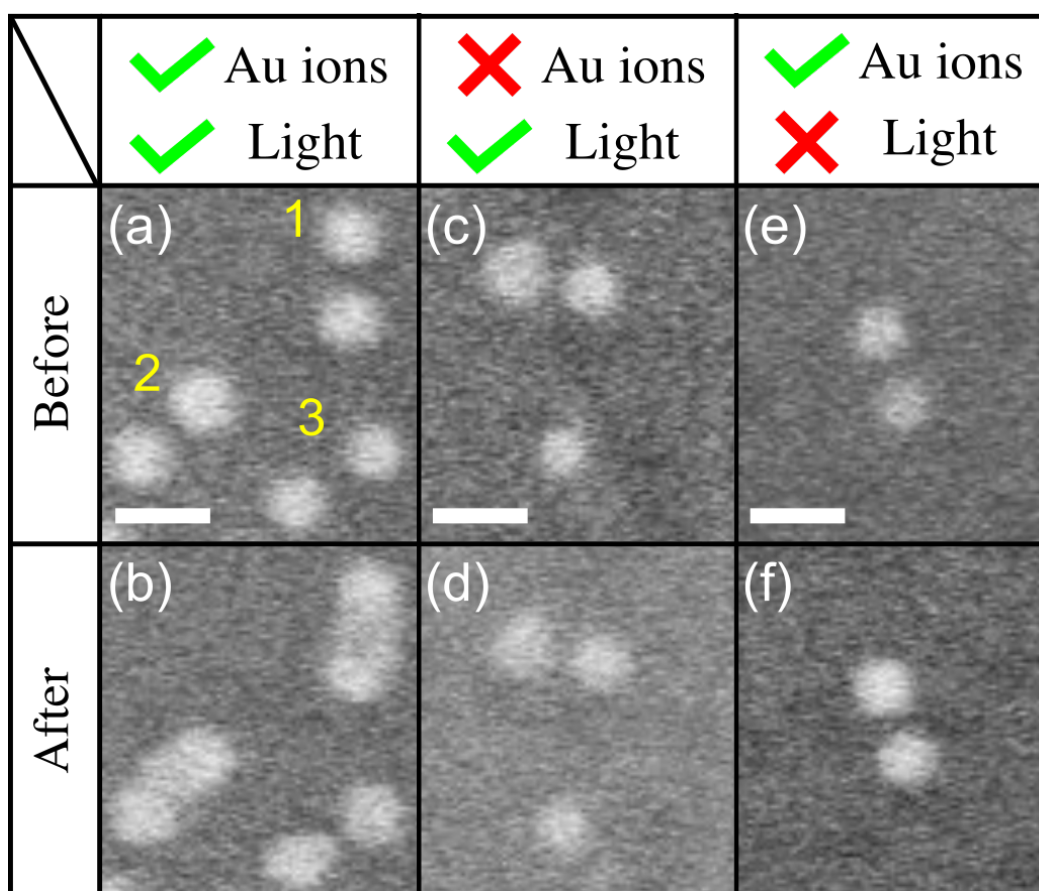 Au ions
Light
Au ions
Light
Au ions
Light
Before
(a)
1
2
3
(c)
(e)
After
(b)
(d)
(f)